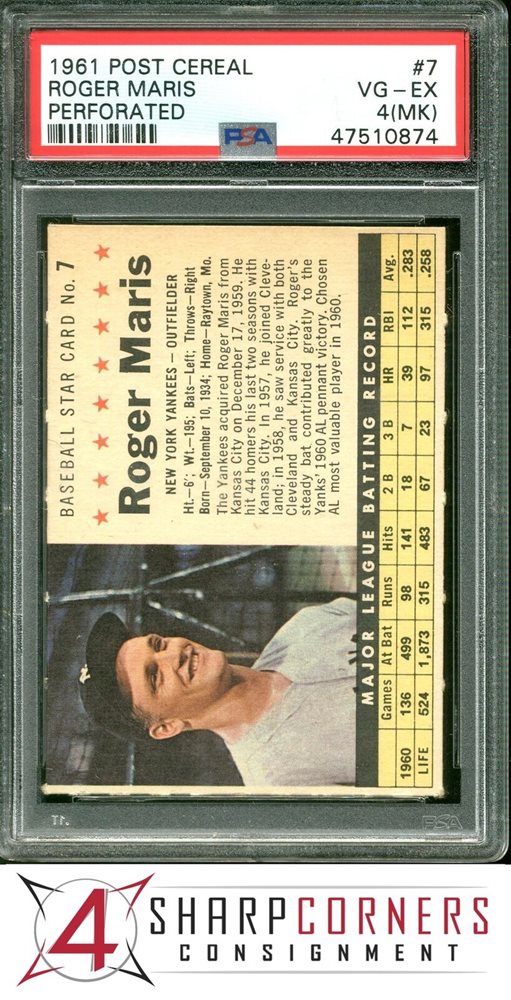 1961 POST CEREAL #7
ROGER MARIS VG-EX
PERFORATED 4(MK)
PSA 47510874
BASEBALL STAR CARD No. 7
Roger Maris
NEW YORK YANKEES — OUTFIELDER
Ht.—6'; Wt.—195; Bats—Left; Throws—Right
Born—September 10, 1934; Home—Raytown, Mo.
The Yankees acquired Roger Maris from
Kansas City on December 17, 1959. He
hit 44 homers his last two seasons with
Kansas City. In 1957, he joined Cleve-
land; in 1958, he saw service with both
Cleveland and Kansas City. Roger's
steady bat contributed greatly to the
Yanks' 1960 AL pennant victory. Chosen
AL most valuable player in 1960.
MAJOR LEAGUE BATTING RECORD
Games At Bat Runs Hits 2 B 3 B HR RBI Avg.
1960 136 499 98 141 18 7 39 112 .283
LIFE 524 1,873 315 483 67 23 97 315 .258
PSA
4 SHARPCORNERS
CONSIGNMENT